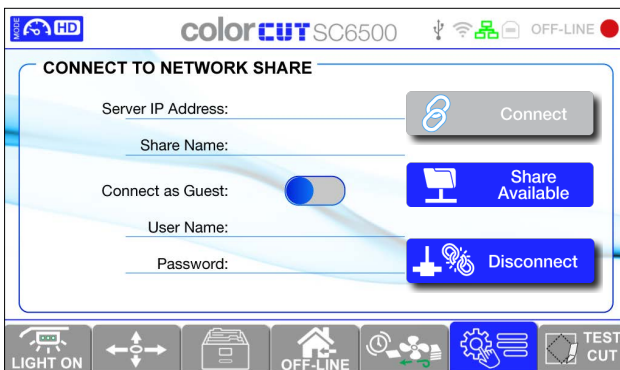 MODE HD colorCUT SC6500 OFF-LINE
CONNECT TO NETWORK SHARE
Server IP Address:
Connect
Share Name:
Share
Available
Connect as Guest:
User Name:
Password:
Disconnect
LIGHT ON
OFF-LINE
TEST
CUT